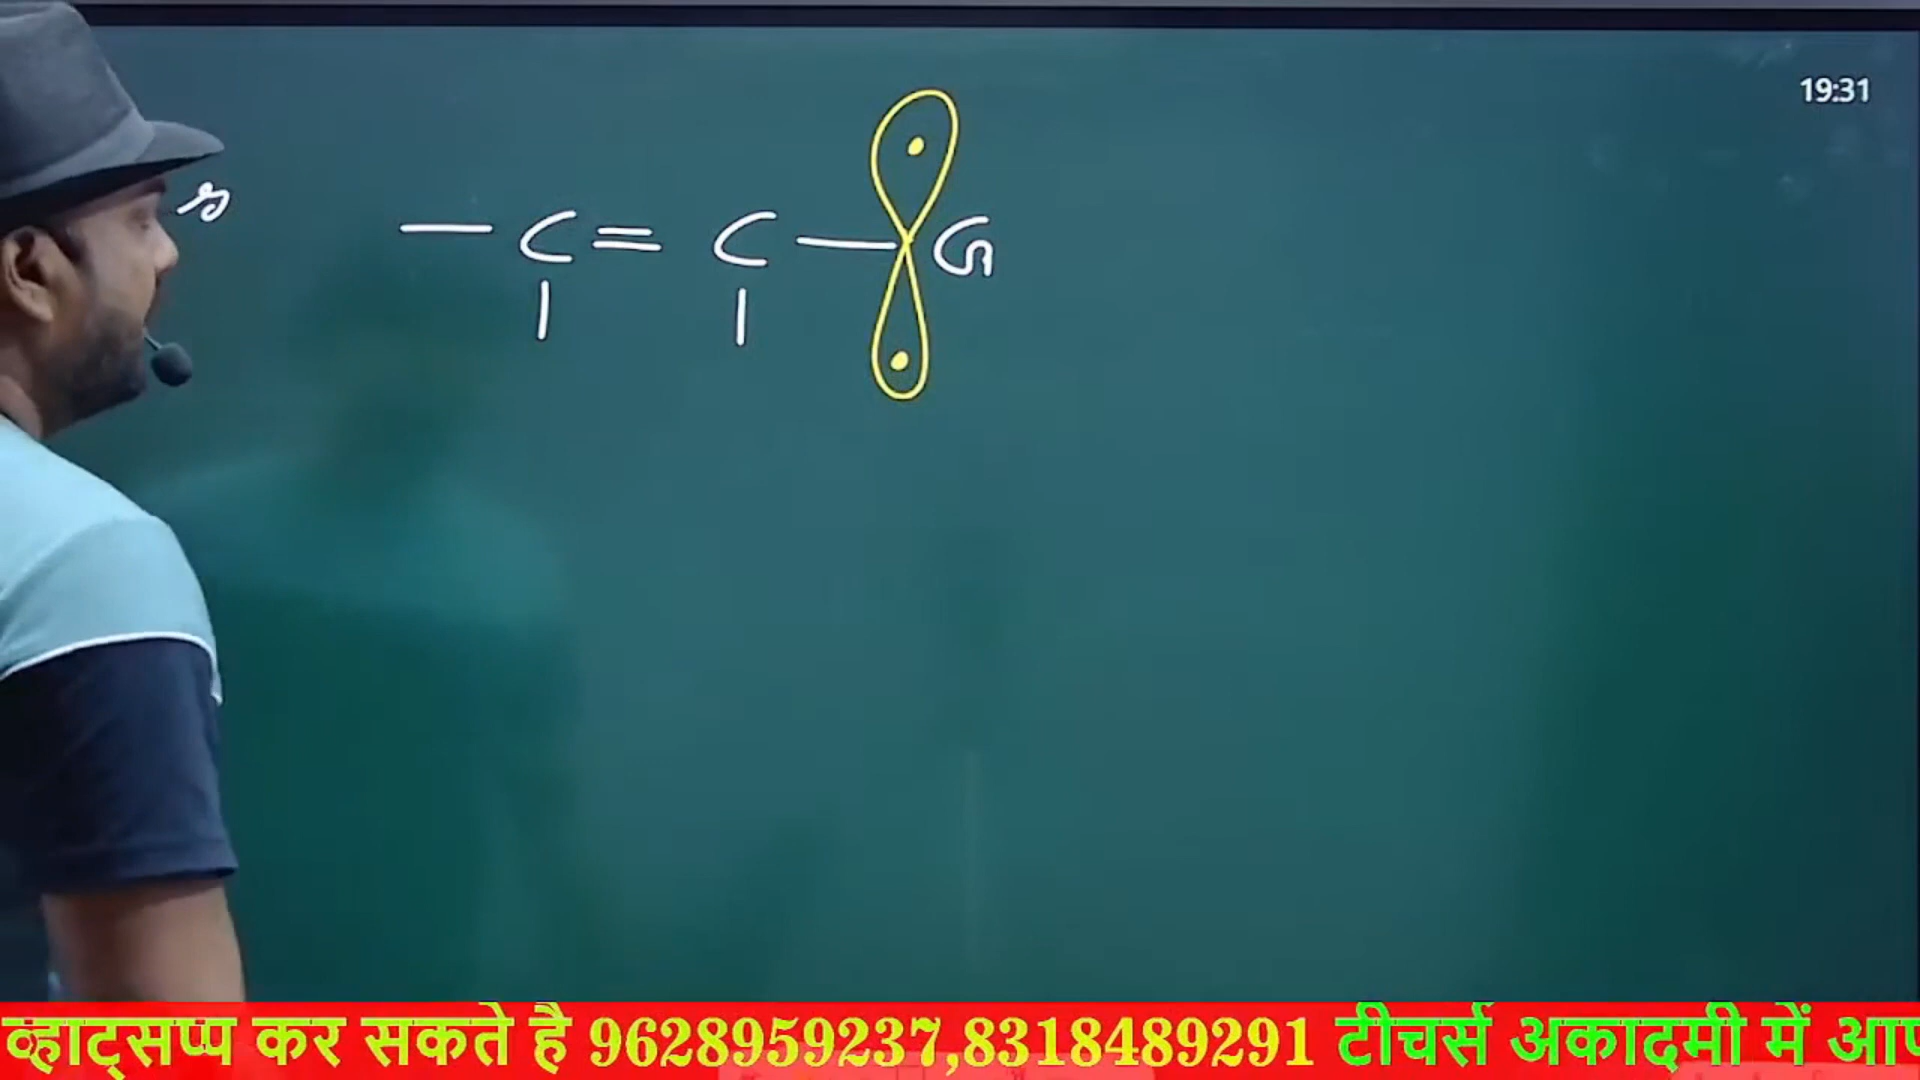 19:31
s
— C = C — G
व्हाट्सप्प कर सकते है 9628959237,8318489291 टीचर्स अकादमी में आप